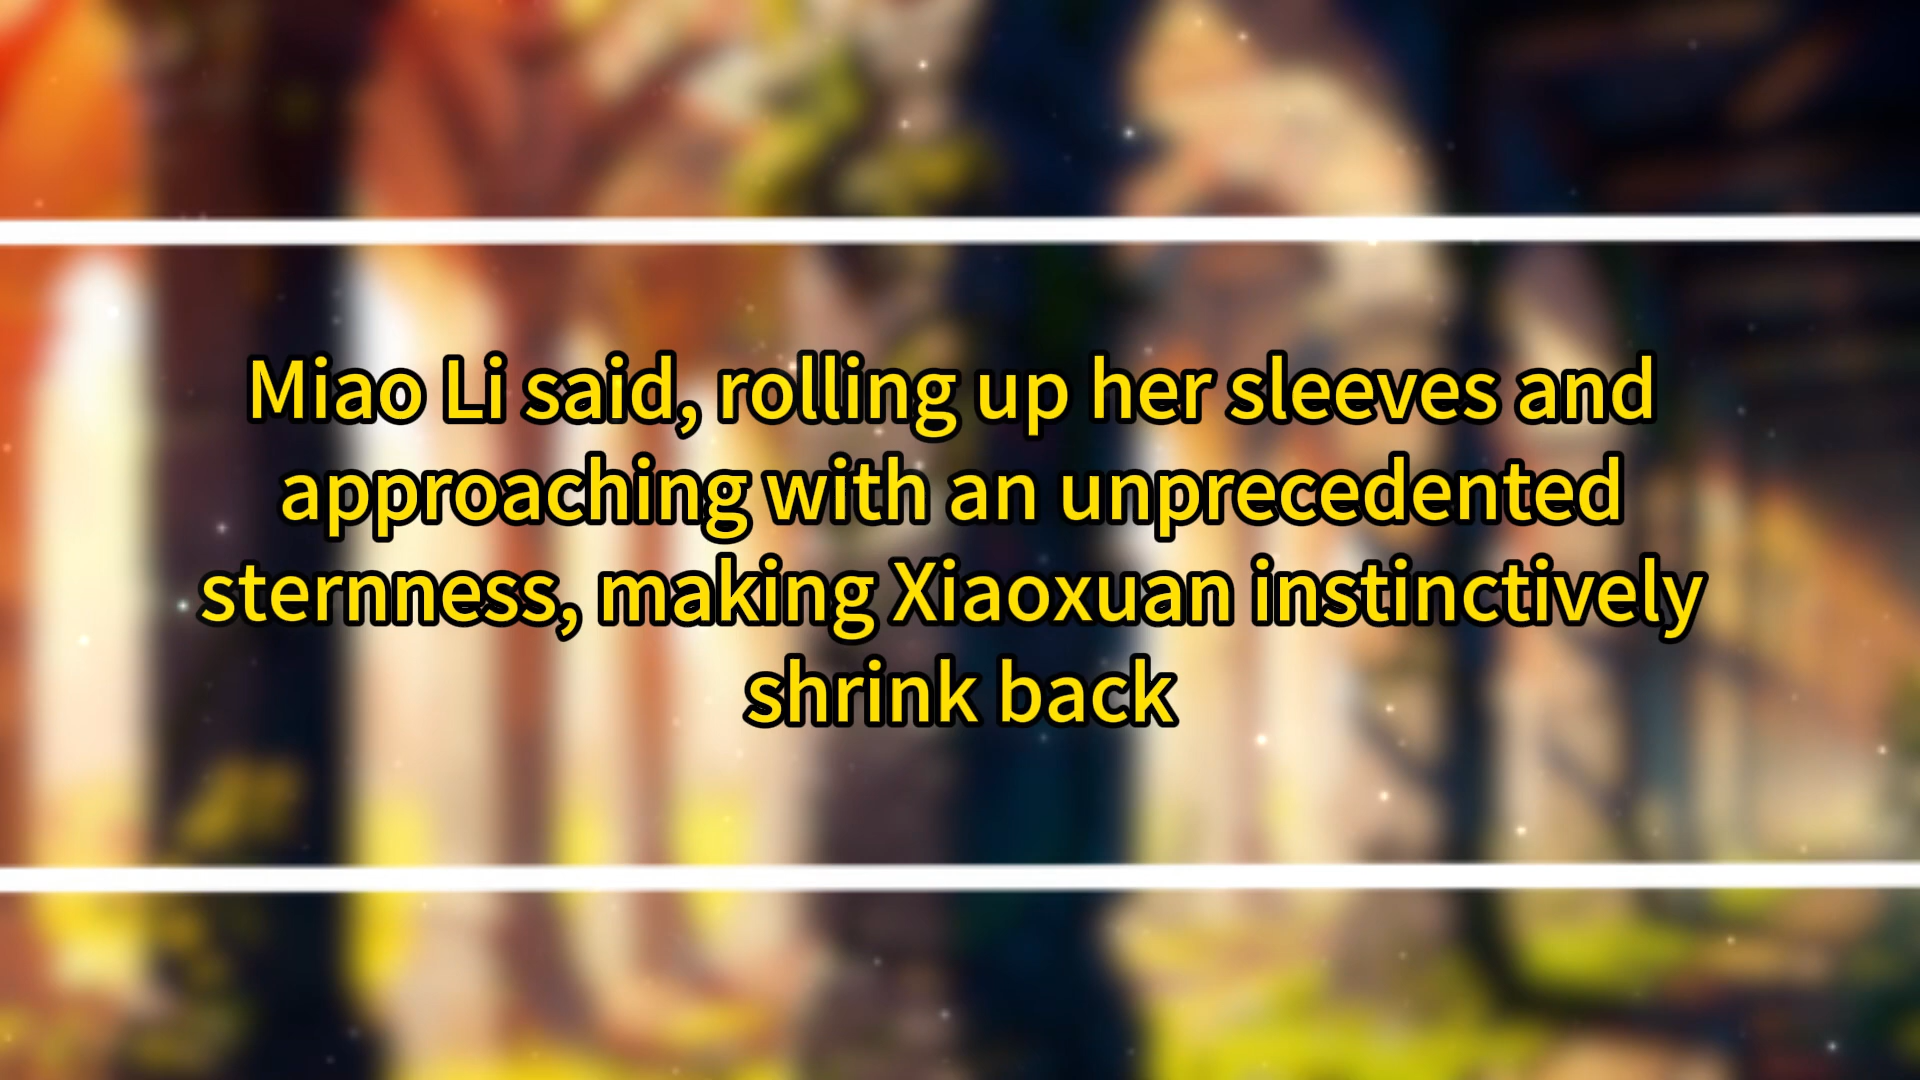 Miao Li said, rolling up her sleeves and
approaching with an unprecedented
sternness, making Xiaoxuan instinctively
shrink back